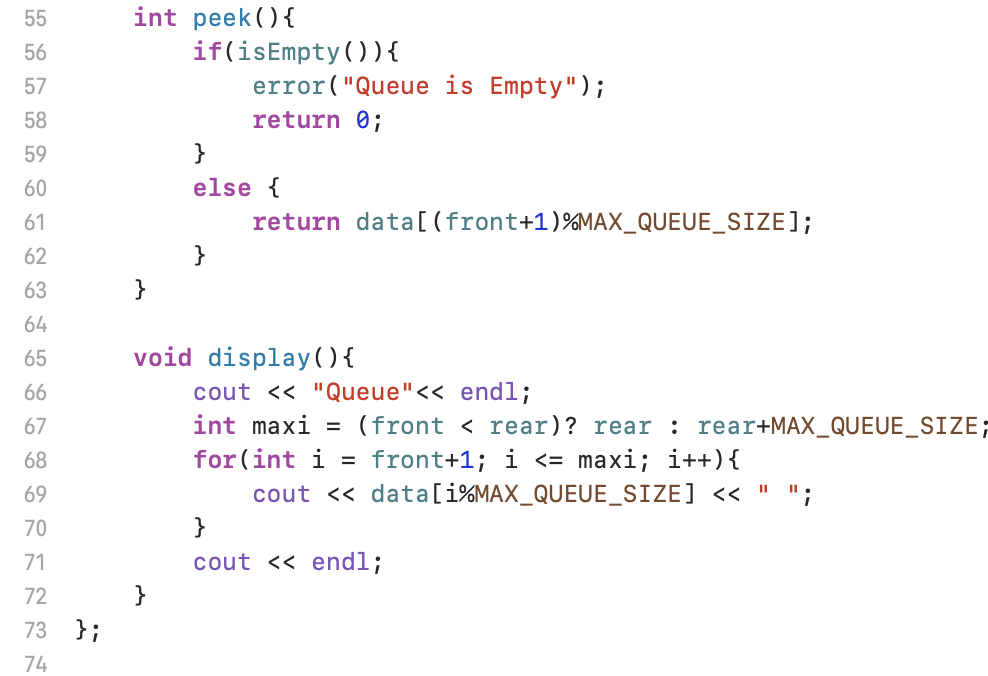 55     int peek(){
56         if(isEmpty()){
57             error("Queue is Empty");
58             return 0;
59         }
60         else {
61             return data[(front+1)%MAX_QUEUE_SIZE];
62         }
63     }
64
65     void display(){
66         cout << "Queue"<< endl;
67         int maxi = (front < rear)? rear : rear+MAX_QUEUE_SIZE;
68         for(int i = front+1; i <= maxi; i++){
69             cout << data[i%MAX_QUEUE_SIZE] << " ";
70         }
71         cout << endl;
72     }
73 };
74